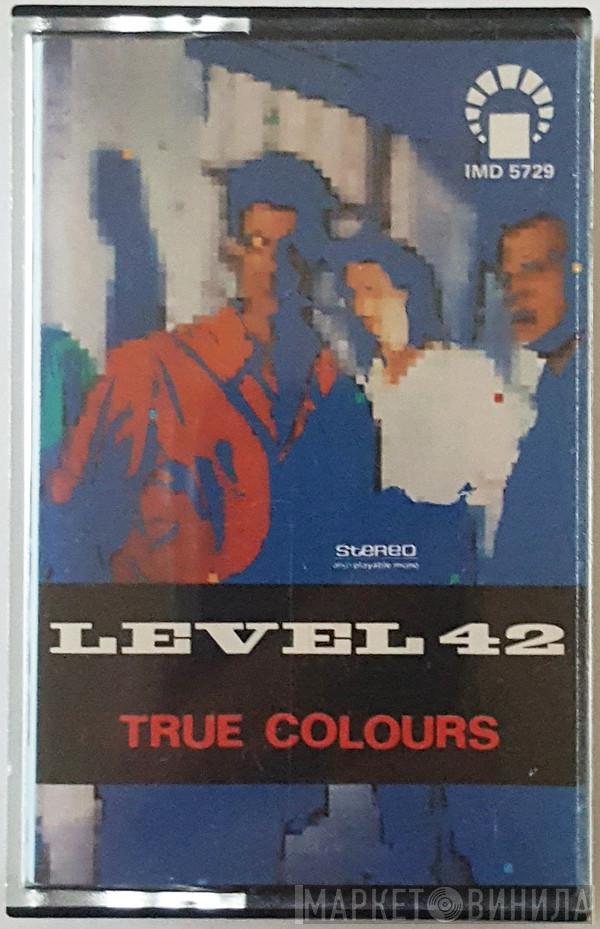 IMD 5729
STEREO
also playable mono
LEVEL 42
TRUE COLOURS
МАРКЕТ ВИНИЛА